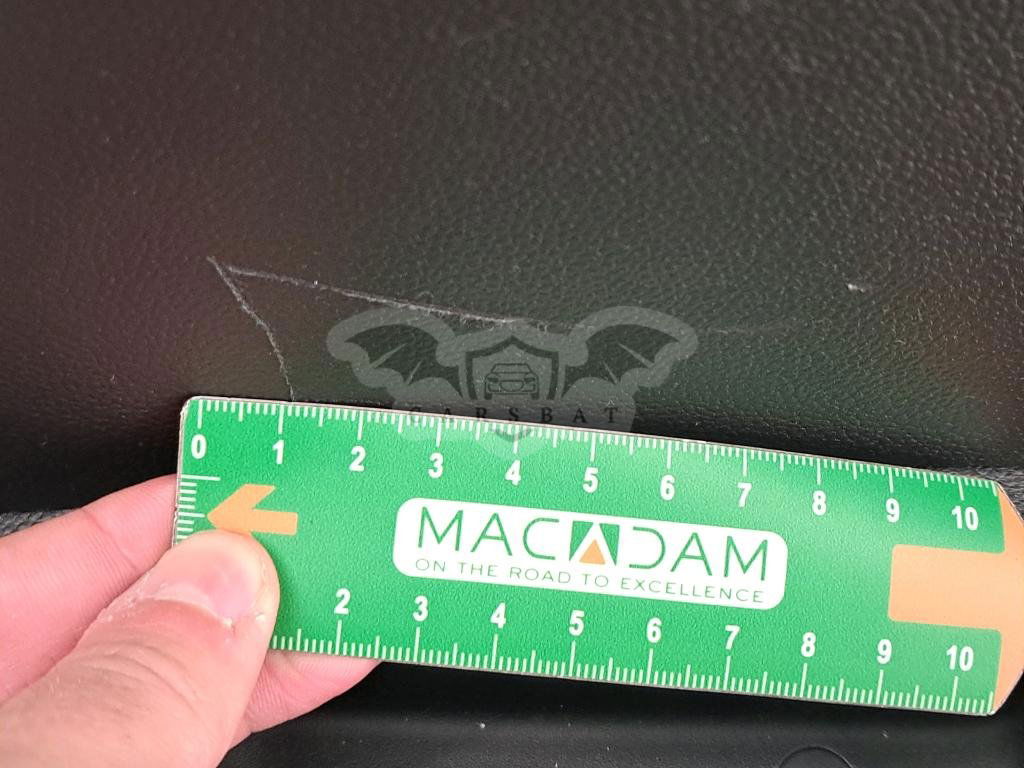 CARSBAT
0 1 2 3 4 5 6 7 8 9 10
MACADAM
ON THE ROAD TO EXCELLENCE
2 3 4 5 6 7 8 9 10